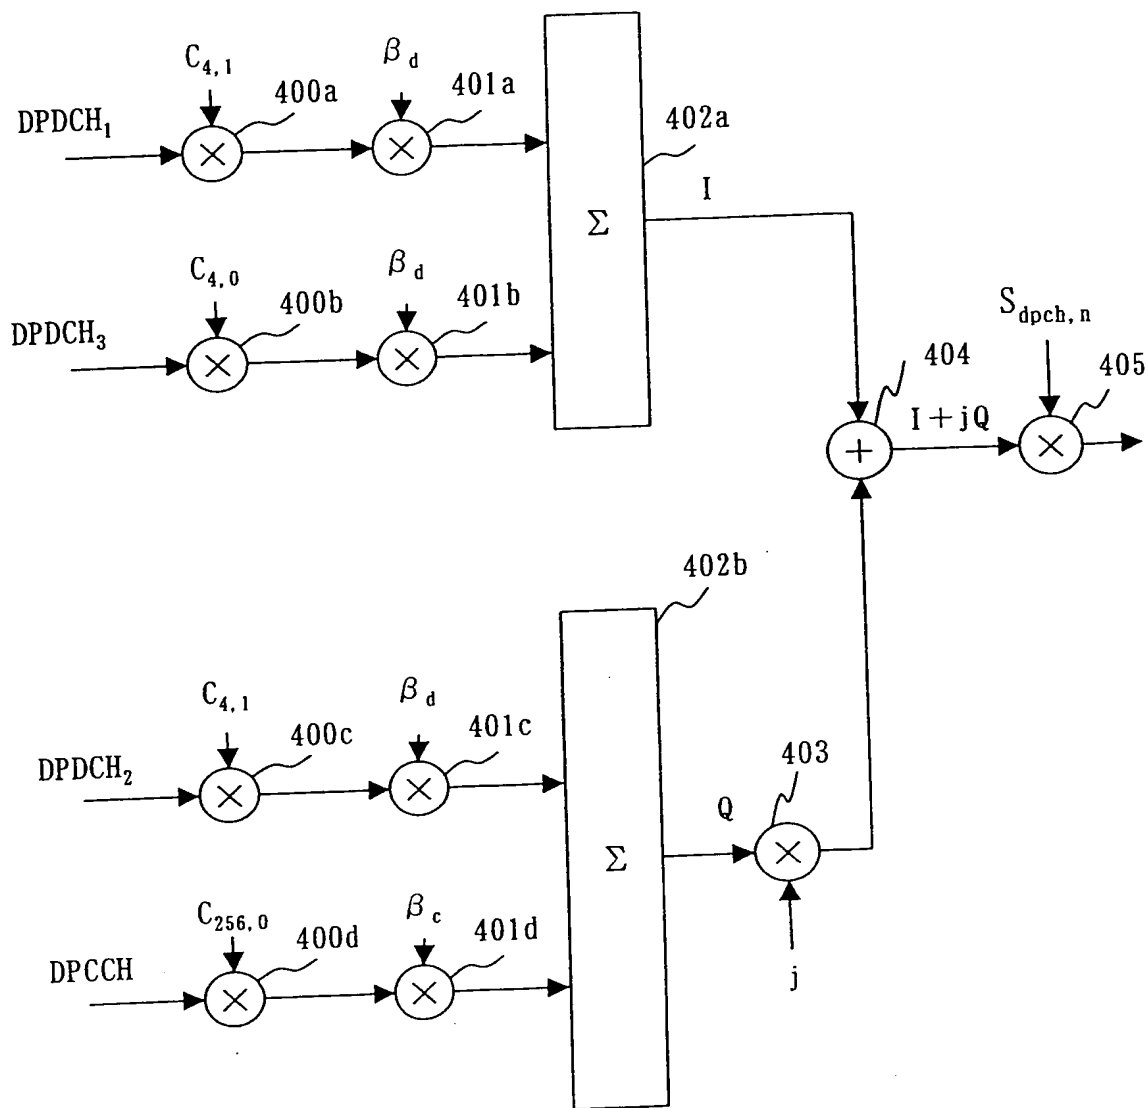 C4,1
βd
400a
401a
DPDCH1
×
×
402a
I
Σ
C4,0
βd
400b
401b
DPDCH3
×
×
Sdpch,n
404
405
I+jQ
+
×
402b
C4,1
βd
400c
401c
DPDCH2
×
×
403
Q
×
Σ
C256,0
βc
400d
401d
DPCCH
×
×
j